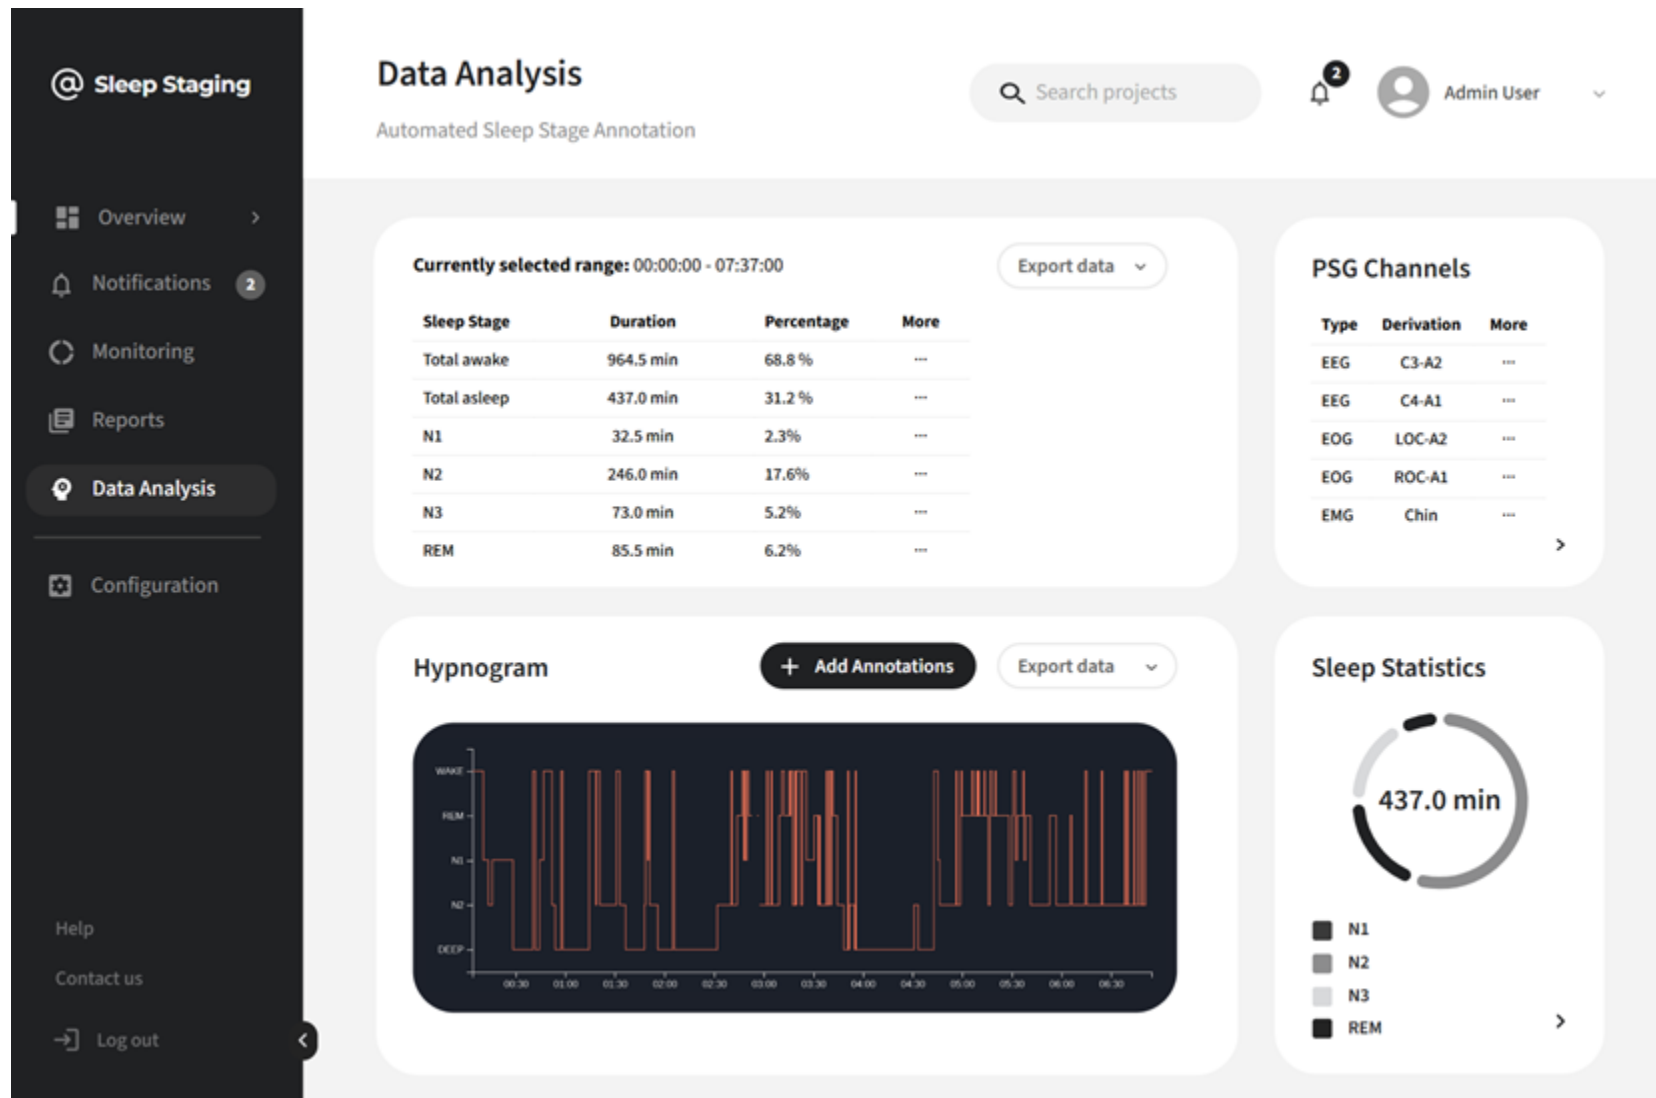 @ Sleep Staging
Overview
Notifications 2
Monitoring
Reports
Data Analysis
Configuration
Help
Contact us
Log out
Data Analysis
Automated Sleep Stage Annotation
Search projects
2
Admin User
Currently selected range: 00:00:00 - 07:37:00
Export data
Sleep Stage Duration Percentage More
Total awake 964.5 min 68.8 % ...
Total asleep 437.0 min 31.2 % ...
N1 32.5 min 2.3% ...
N2 246.0 min 17.6% ...
N3 73.0 min 5.2% ...
REM 85.5 min 6.2% ...
PSG Channels
Type Derivation More
EEG C3-A2 ...
EEG C4-A1 ...
EOG LOC-A2 ...
EOG ROC-A1 ...
EMG Chin ...
Hypnogram
+ Add Annotations
Export data
WAKE
REM
N1
N2
DEEP
00:30 01:00 01:30 02:00 02:30 03:00 03:30 04:00 04:30 05:00 05:30 06:00 06:30
Sleep Statistics
437.0 min
N1
N2
N3
REM